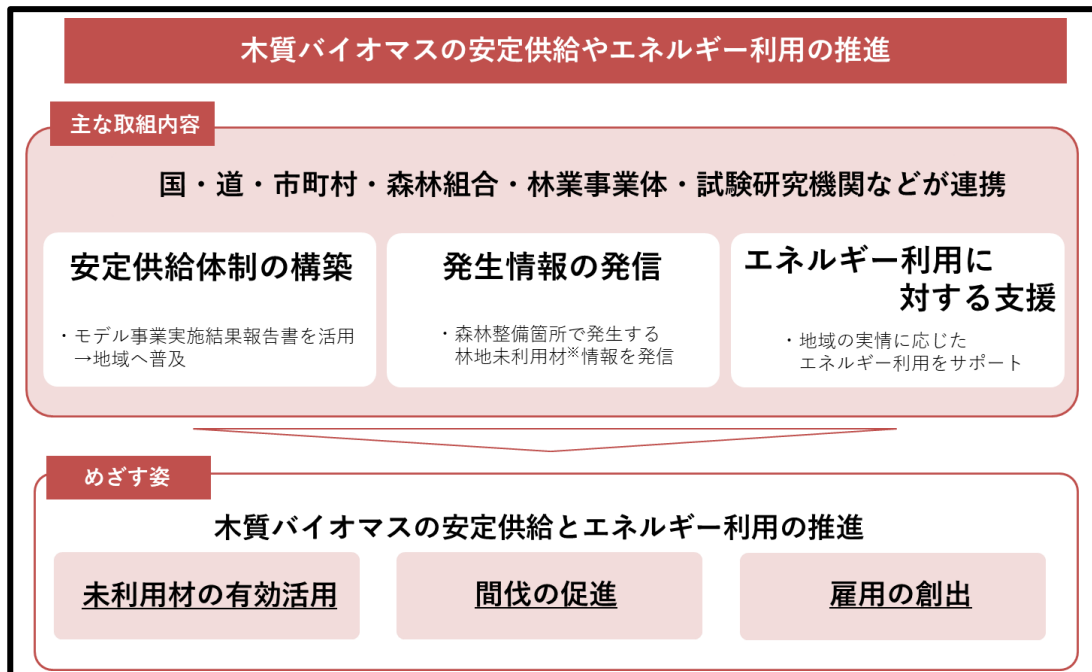 木質バイオマスの安定供給やエネルギー利用の推進
主な取組内容
国・道・市町村・森林組合・林業事業体・試験研究機関などが連携
安定供給体制の構築
・モデル事業実施結果報告書を活用
→地域へ普及
発生情報の発信
・森林整備箇所で発生する
林地未利用材※情報を発信
エネルギー利用に
対する支援
・地域の実情に応じた
エネルギー利用をサポート
めざす姿
木質バイオマスの安定供給とエネルギー利用の推進
未利用材の有効活用
間伐の促進
雇用の創出